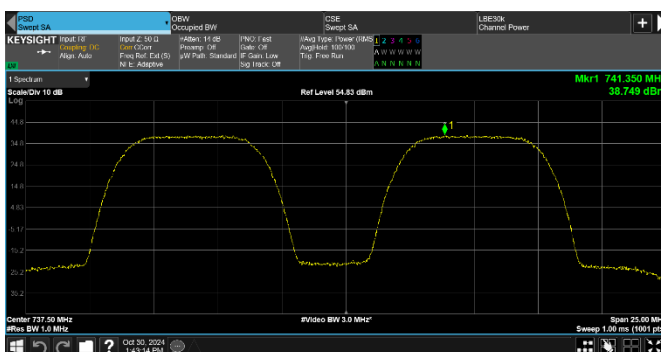 PSD
Swept SA
OBW
Occupied BW
CSE
Swept SA
LBE30k
Channel Power
KEYSIGHT
Input: RF
Coupling: DC
Align: Auto
Input Z: 50 Ω
Corr CCorr
Freq Ref: Ext (S)
NFE: Adaptive
#Atten: 14 dB
Preamp: Off
µW Path: Standard
PNO: Fast
Gate: Off
IF Gain: Low
Sig Track: Off
#Avg Type: Power (RMS
Avg|Hold: 100/100
Trig: Free Run
1 2 3 4 5 6
A W W W W W
A N N N N N
1 Spectrum
Scale/Div 10 dB
Ref Level 54.83 dBm
Mkr1 741.350 MH
38.749 dBm
Log
44.8
34.8
24.8
14.8
4.83
-5.17
-15.2
-25.2
-35.2
1
Center 737.50 MHz
#Res BW 1.0 MHz
#Video BW 3.0 MHz*
Span 25.00 MH
Sweep 1.00 ms (1001 pts
Oct 30, 2024
1:43:14 PM